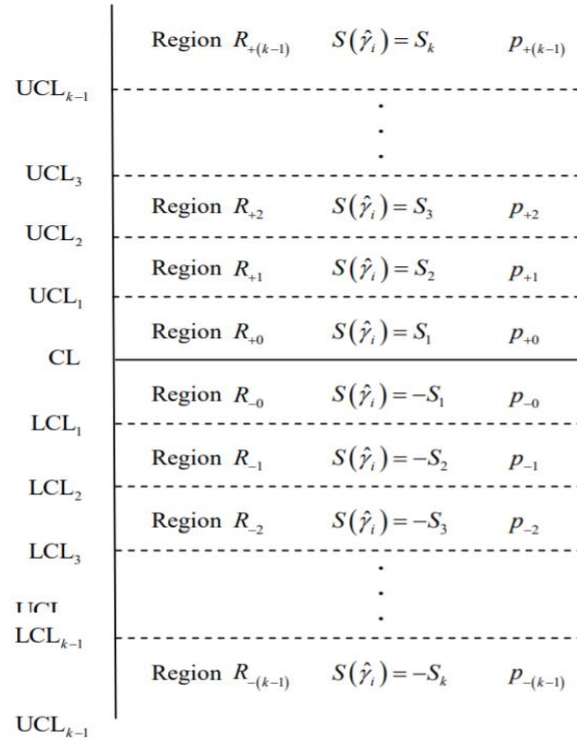 Region R₊₍ₖ₋₁₎ S(γ̂ᵢ) = Sₖ p₊₍ₖ₋₁₎
UCLₖ₋₁
UCL₃
Region R₊₂ S(γ̂ᵢ) = S₃ p₊₂
UCL₂
Region R₊₁ S(γ̂ᵢ) = S₂ p₊₁
UCL₁
Region R₊₀ S(γ̂ᵢ) = S₁ p₊₀
CL
Region R₋₀ S(γ̂ᵢ) = −S₁ p₋₀
LCL₁
Region R₋₁ S(γ̂ᵢ) = −S₂ p₋₁
LCL₂
Region R₋₂ S(γ̂ᵢ) = −S₃ p₋₂
LCL₃
UCL
LCLₖ₋₁
Region R₋₍ₖ₋₁₎ S(γ̂ᵢ) = −Sₖ p₋₍ₖ₋₁₎
UCLₖ₋₁